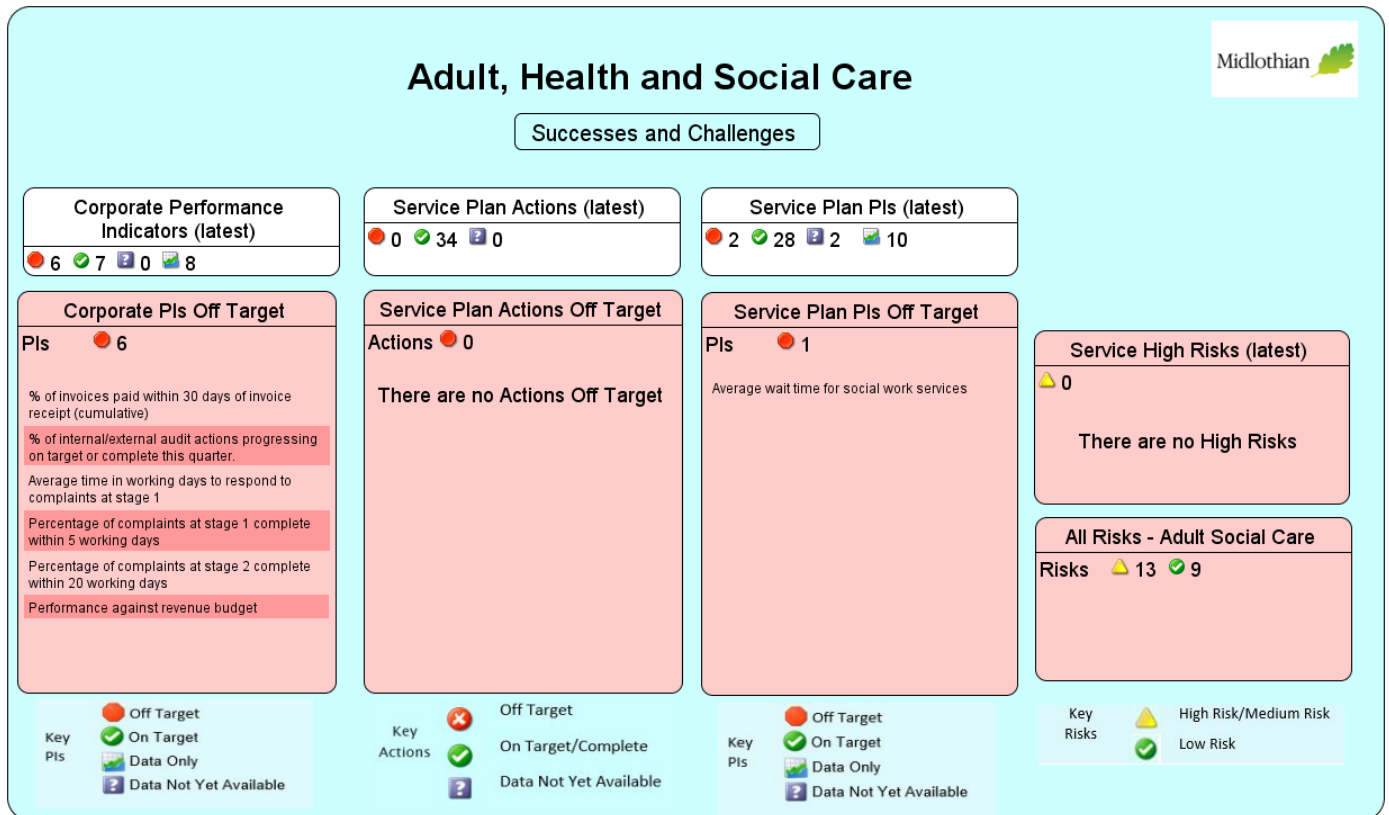 Midlothian
Adult, Health and Social Care
Successes and Challenges
Corporate Performance
Indicators (latest)
6 7 0 8
Service Plan Actions (latest)
0 34 0
Service Plan PIs (latest)
2 28 2 10
Corporate PIs Off Target
PIs 6
% of invoices paid within 30 days of invoice
receipt (cumulative)
% of internal/external audit actions progressing
on target or complete this quarter.
Average time in working days to respond to
complaints at stage 1
Percentage of complaints at stage 1 complete
within 5 working days
Percentage of complaints at stage 2 complete
within 20 working days
Performance against revenue budget
Service Plan Actions Off Target
Actions 0
There are no Actions Off Target
Service Plan PIs Off Target
PIs 1
Average wait time for social work services
Service High Risks (latest)
0
There are no High Risks
All Risks - Adult Social Care
Risks 13 9
Key
PIs
Off Target
On Target
Data Only
Data Not Yet Available
Key
Actions
Off Target
On Target/Complete
Data Not Yet Available
Key
PIs
Off Target
On Target
Data Only
Data Not Yet Available
Key
Risks
High Risk/Medium Risk
Low Risk